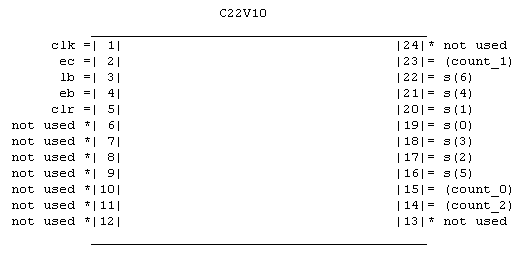 C22V10
clk =| 1| |24|* not used
ec =| 2| |23|= (count_1)
lb =| 3| |22|= s(6)
eb =| 4| |21|= s(4)
clr =| 5| |20|= s(1)
not used *| 6| |19|= s(0)
not used *| 7| |18|= s(3)
not used *| 8| |17|= s(2)
not used *| 9| |16|= s(5)
not used *|10| |15|= (count_0)
not used *|11| |14|= (count_2)
not used *|12| |13|* not used